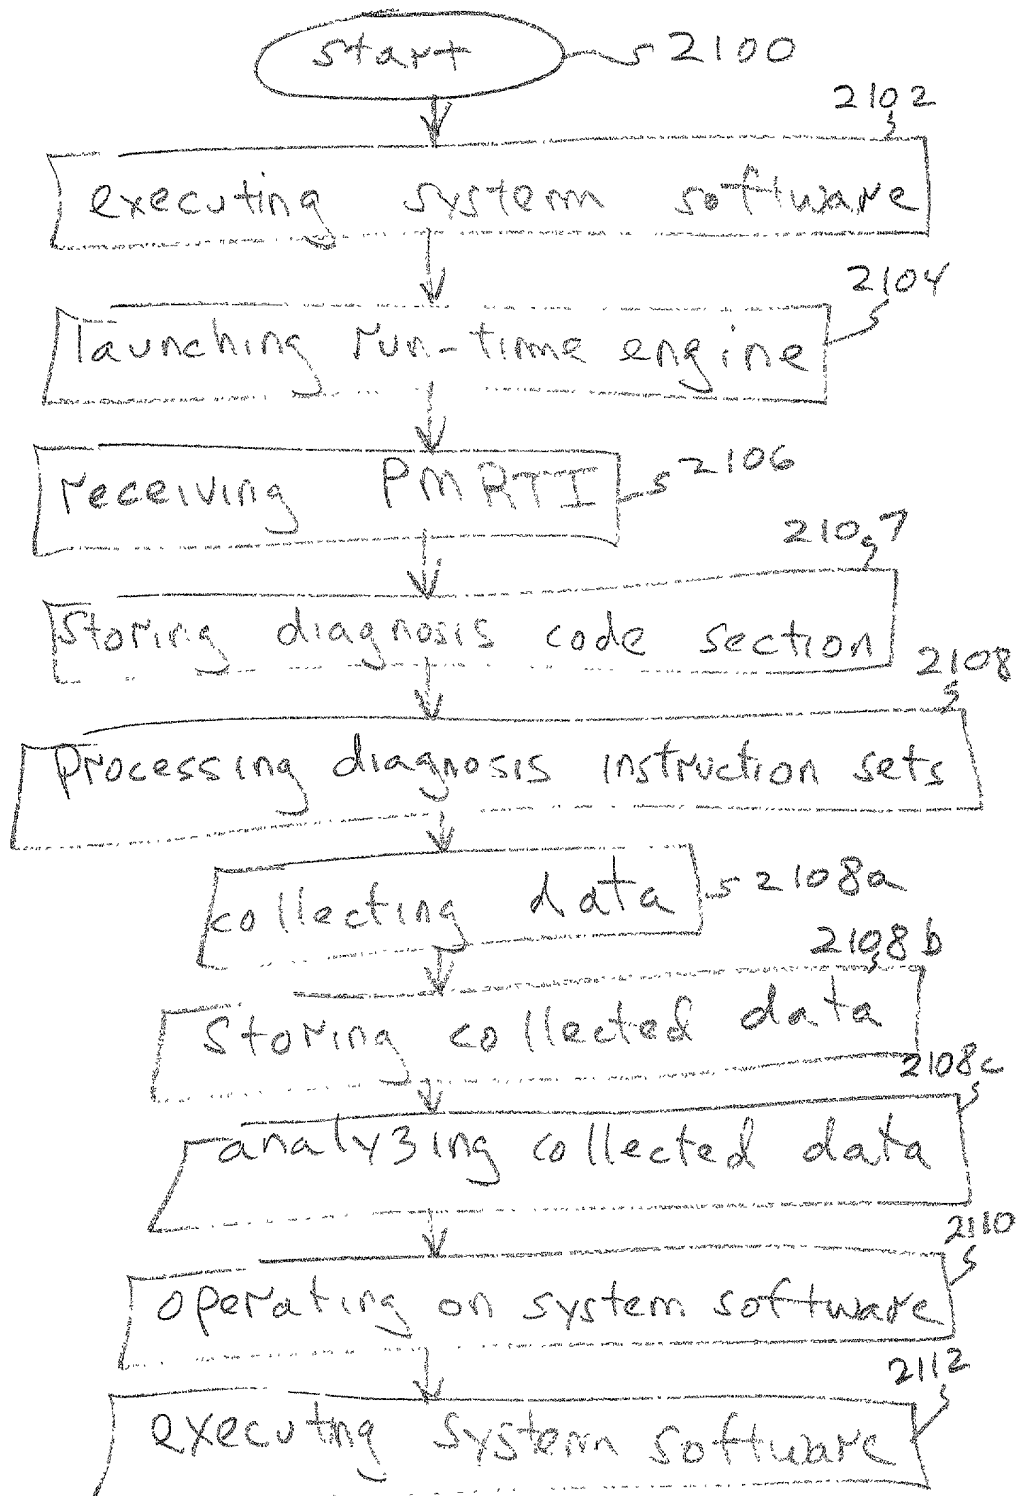 start 2100
2102
executing system software
2104
launching run-time engine
receiving PMRTI 2106
2107
storing diagnosis code section
2108
processing diagnosis instruction sets
collecting data 2108a
2108b
storing collected data
2108c
analyzing collected data
2110
operating on system software
2112
executing system software